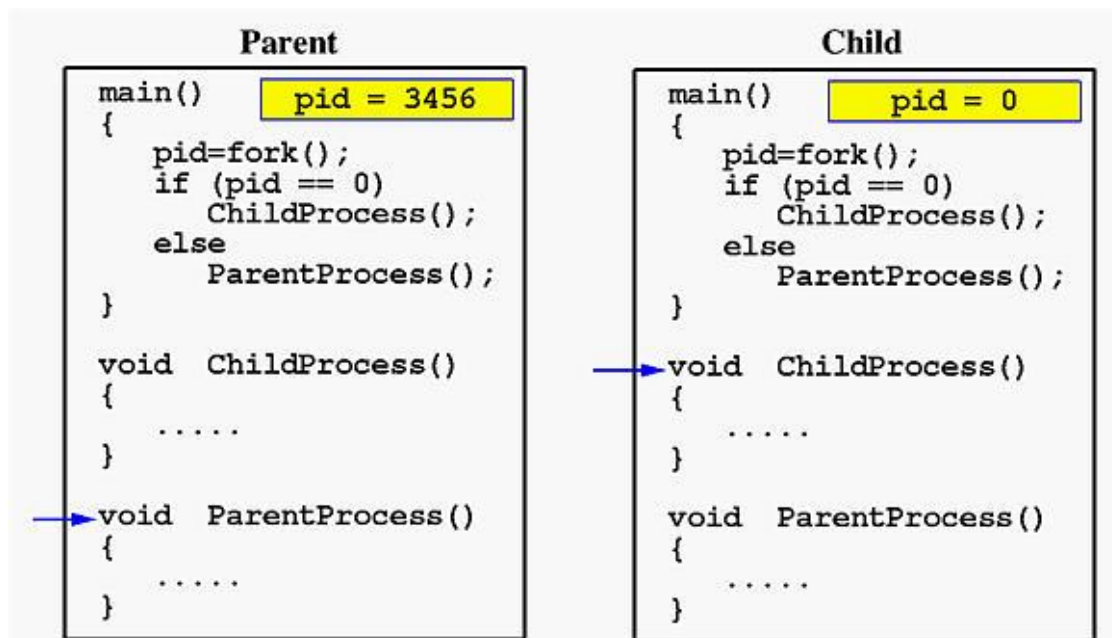 Parent
main()
pid = 3456
{
pid=fork();
if (pid == 0)
ChildProcess();
else
ParentProcess();
}
void ChildProcess()
{
.....
}
void ParentProcess()
{
.....
}
Child
main()
pid = 0
{
pid=fork();
if (pid == 0)
ChildProcess();
else
ParentProcess();
}
void ChildProcess()
{
.....
}
void ParentProcess()
{
.....
}